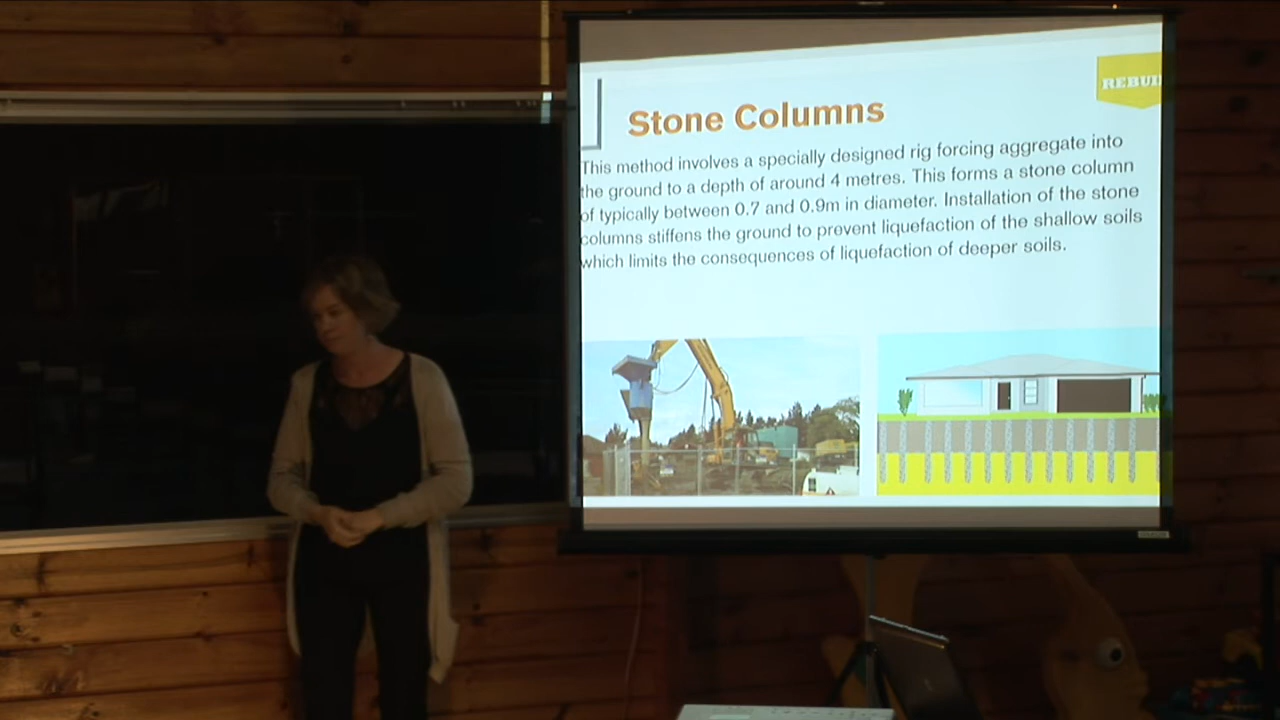 REBUI
Stone Columns
This method involves a specially designed rig forcing aggregate into
the ground to a depth of around 4 metres. This forms a stone column
of typically between 0.7 and 0.9m in diameter. Installation of the stone
columns stiffens the ground to prevent liquefaction of the shallow soils
which limits the consequences of liquefaction of deeper soils.